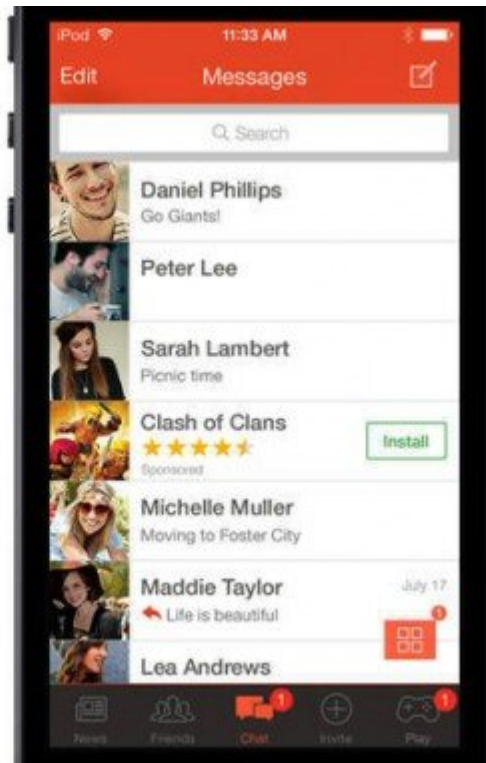 iPod
11:33 AM
Edit
Messages
Search
Daniel Phillips
Go Giants!
Peter Lee
Sarah Lambert
Picnic time
Clash of Clans
Install
Sponsored
Michelle Muller
Moving to Foster City
Maddie Taylor
July 17
Life is beautiful
1
Lea Andrews
1
1
News
Friends
Chat
Invite
Play